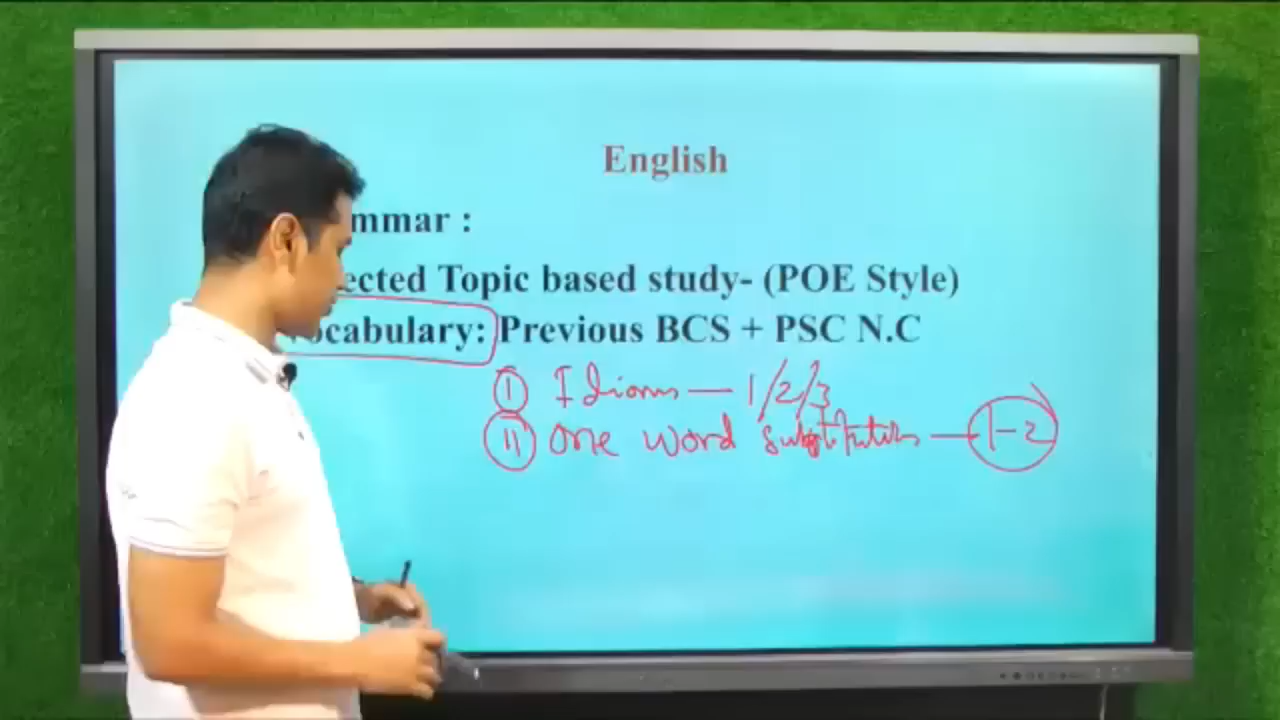 English
mmar :
ected Topic based study- (POE Style)
ocabulary: Previous BCS + PSC N.C
I Idioms — 1/2/3
II One word substitution — 1-2